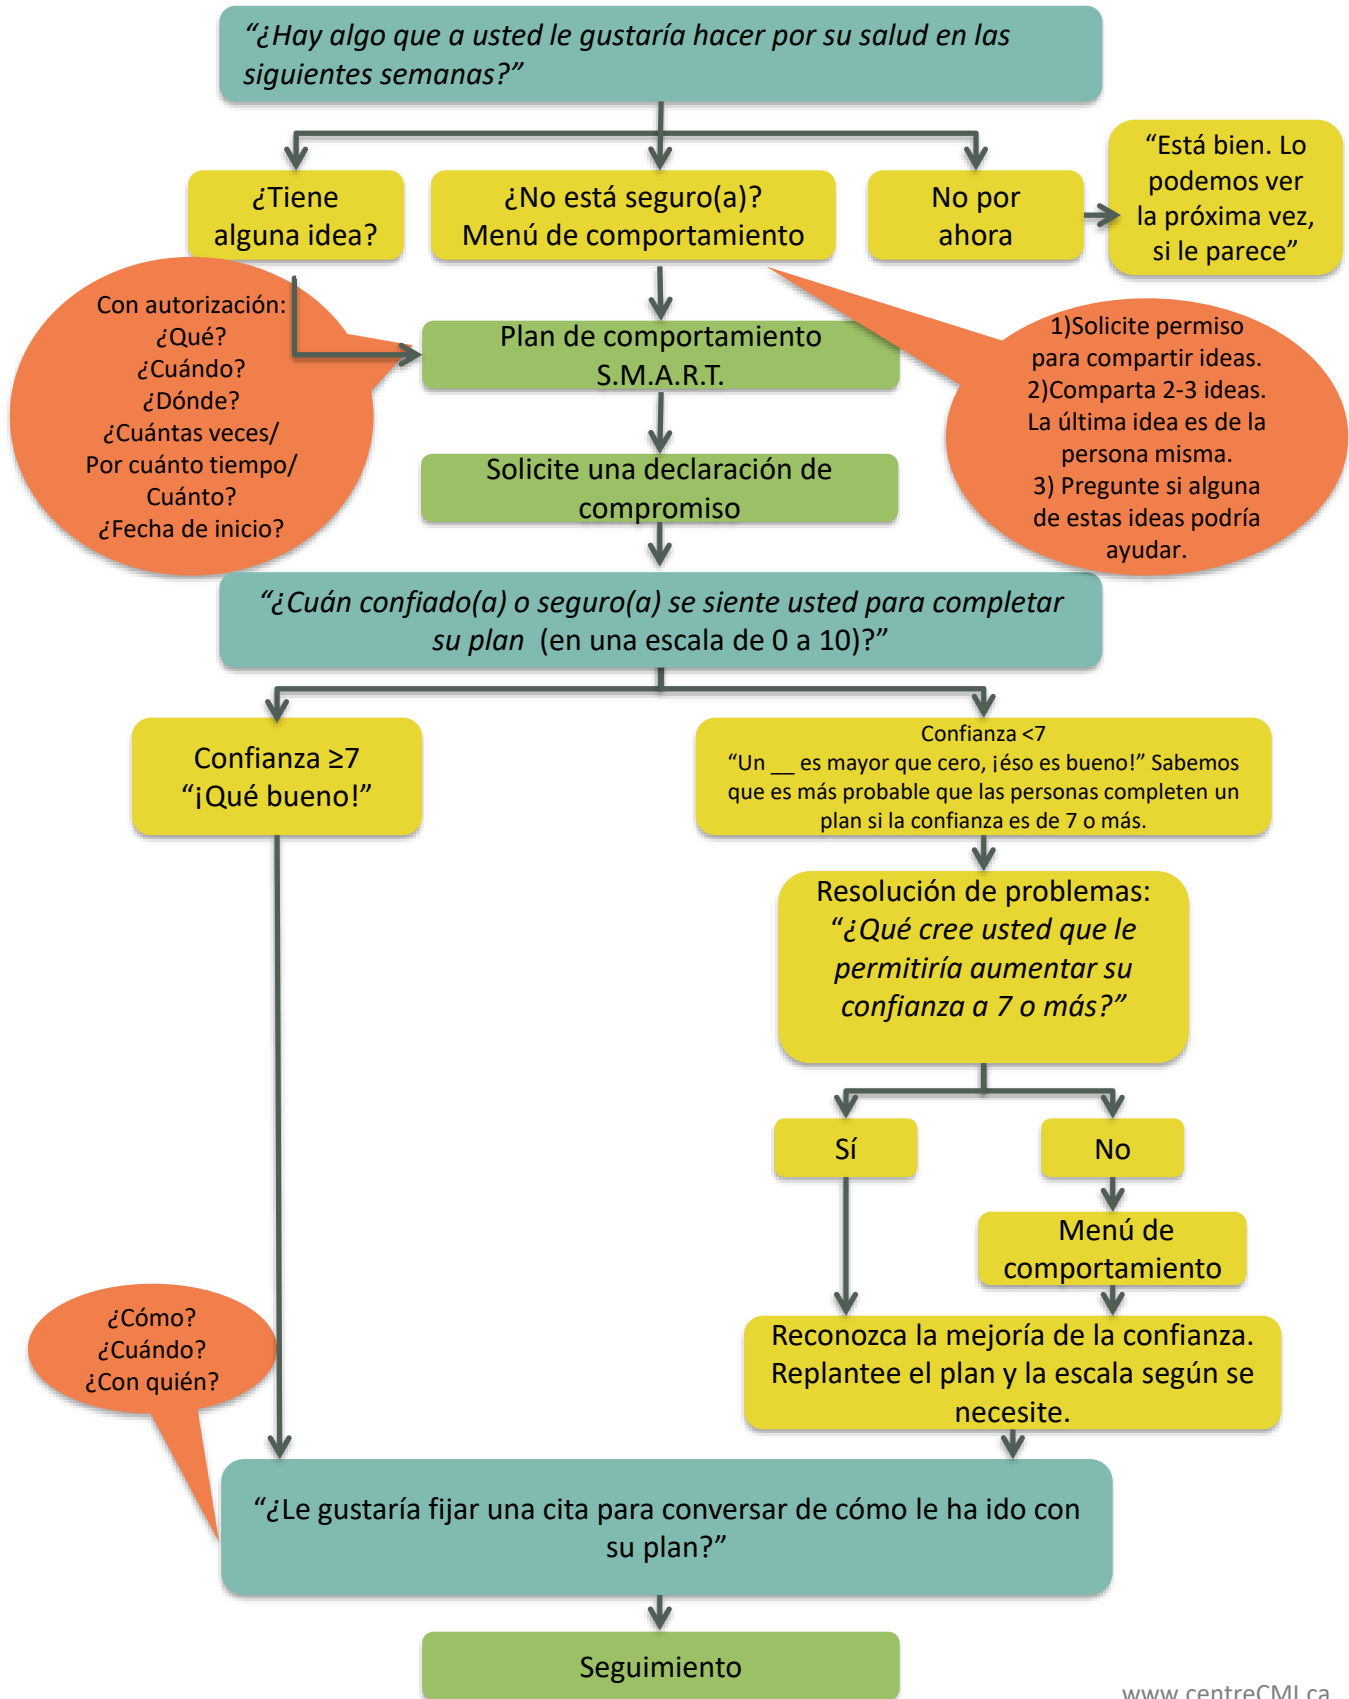 “¿Hay algo que a usted le gustaría hacer por su salud en las
siguientes semanas?”
¿Tiene
alguna idea?
¿No está seguro(a)?
Menú de comportamiento
No por
ahora
“Está bien. Lo
podemos ver
la próxima vez,
si le parece”
Con autorización:
¿Qué?
¿Cuándo?
¿Dónde?
¿Cuántas veces/
Por cuánto tiempo/
Cuánto?
¿Fecha de inicio?
Plan de comportamiento
S.M.A.R.T.
1)Solicite permiso
para compartir ideas.
2)Comparta 2-3 ideas.
La última idea es de la
persona misma.
3) Pregunte si alguna
de estas ideas podría
ayudar.
Solicite una declaración de
compromiso
“¿Cuán confiado(a) o seguro(a) se siente usted para completar
su plan (en una escala de 0 a 10)?”
Confianza ≥7
“¡Qué bueno!”
Confianza <7
“Un __ es mayor que cero, ¡éso es bueno!” Sabemos
que es más probable que las personas completen un
plan si la confianza es de 7 o más.
Resolución de problemas:
“¿Qué cree usted que le
permitiría aumentar su
confianza a 7 o más?”
Sí
No
Menú de
comportamiento
Reconozca la mejoría de la confianza.
Replantee el plan y la escala según se
necesite.
¿Cómo?
¿Cuándo?
¿Con quién?
“¿Le gustaría fijar una cita para conversar de cómo le ha ido con
su plan?”
Seguimiento
www.centreCMI.ca